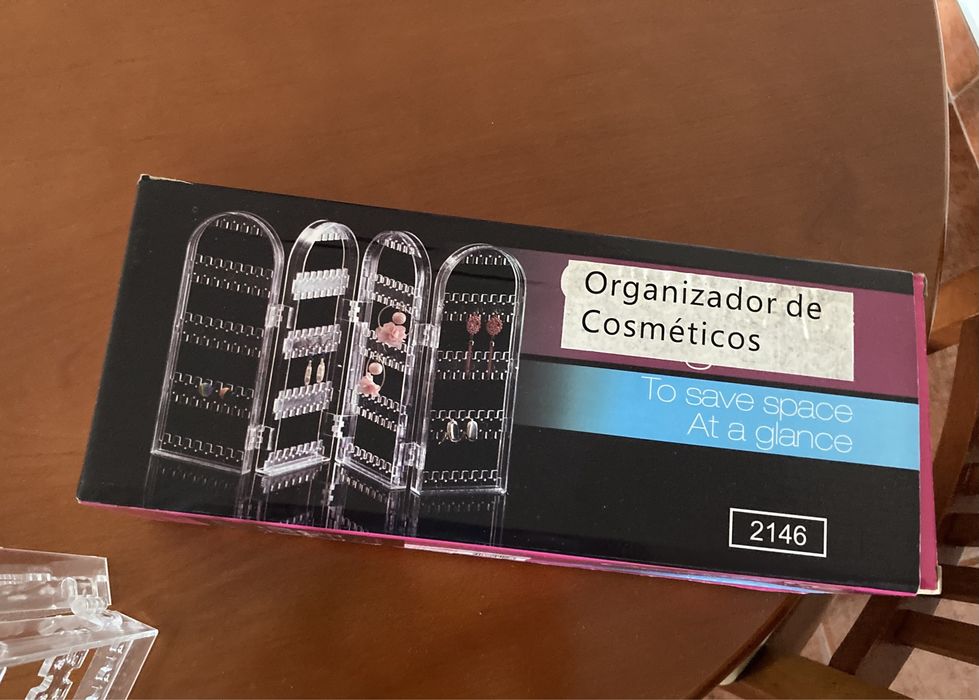 Organizador de
Cosméticos
To save space
At a glance
2146